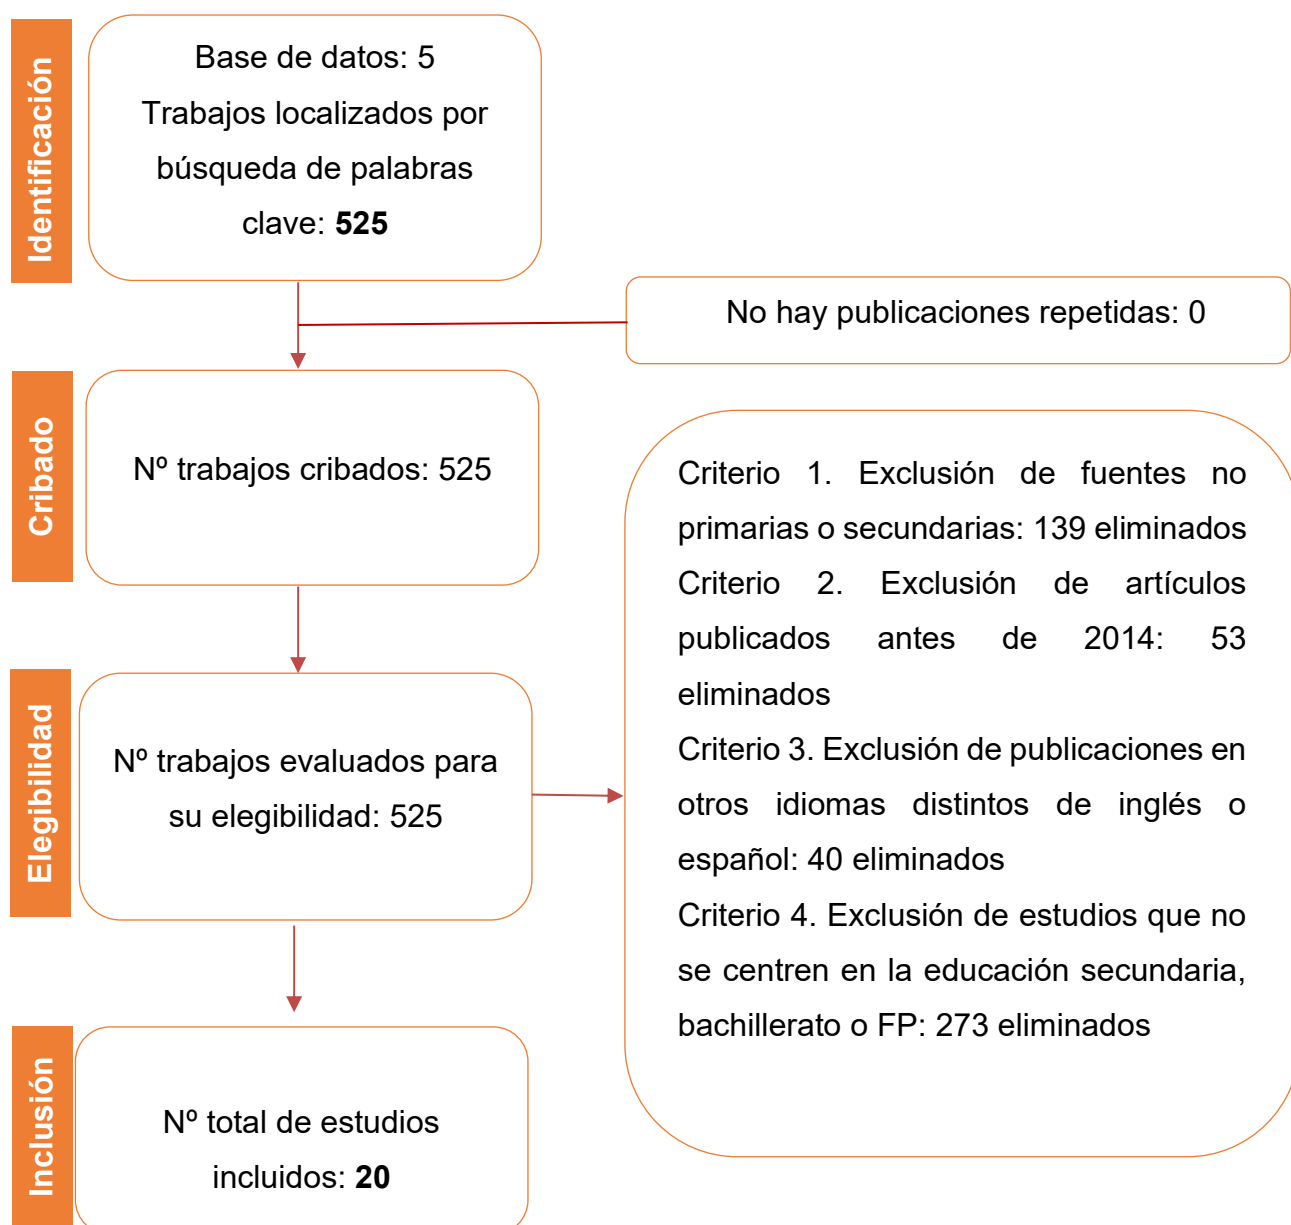 Identificación
Base de datos: 5
Trabajos localizados por
búsqueda de palabras
clave: 525
No hay publicaciones repetidas: 0
Cribado
Nº trabajos cribados: 525
Criterio 1. Exclusión de fuentes no
primarias o secundarias: 139 eliminados
Criterio 2. Exclusión de artículos
publicados antes de 2014: 53
eliminados
Criterio 3. Exclusión de publicaciones en
otros idiomas distintos de inglés o
español: 40 eliminados
Criterio 4. Exclusión de estudios que no
se centren en la educación secundaria,
bachillerato o FP: 273 eliminados
Elegibilidad
Nº trabajos evaluados para
su elegibilidad: 525
Inclusión
Nº total de estudios
incluidos: 20